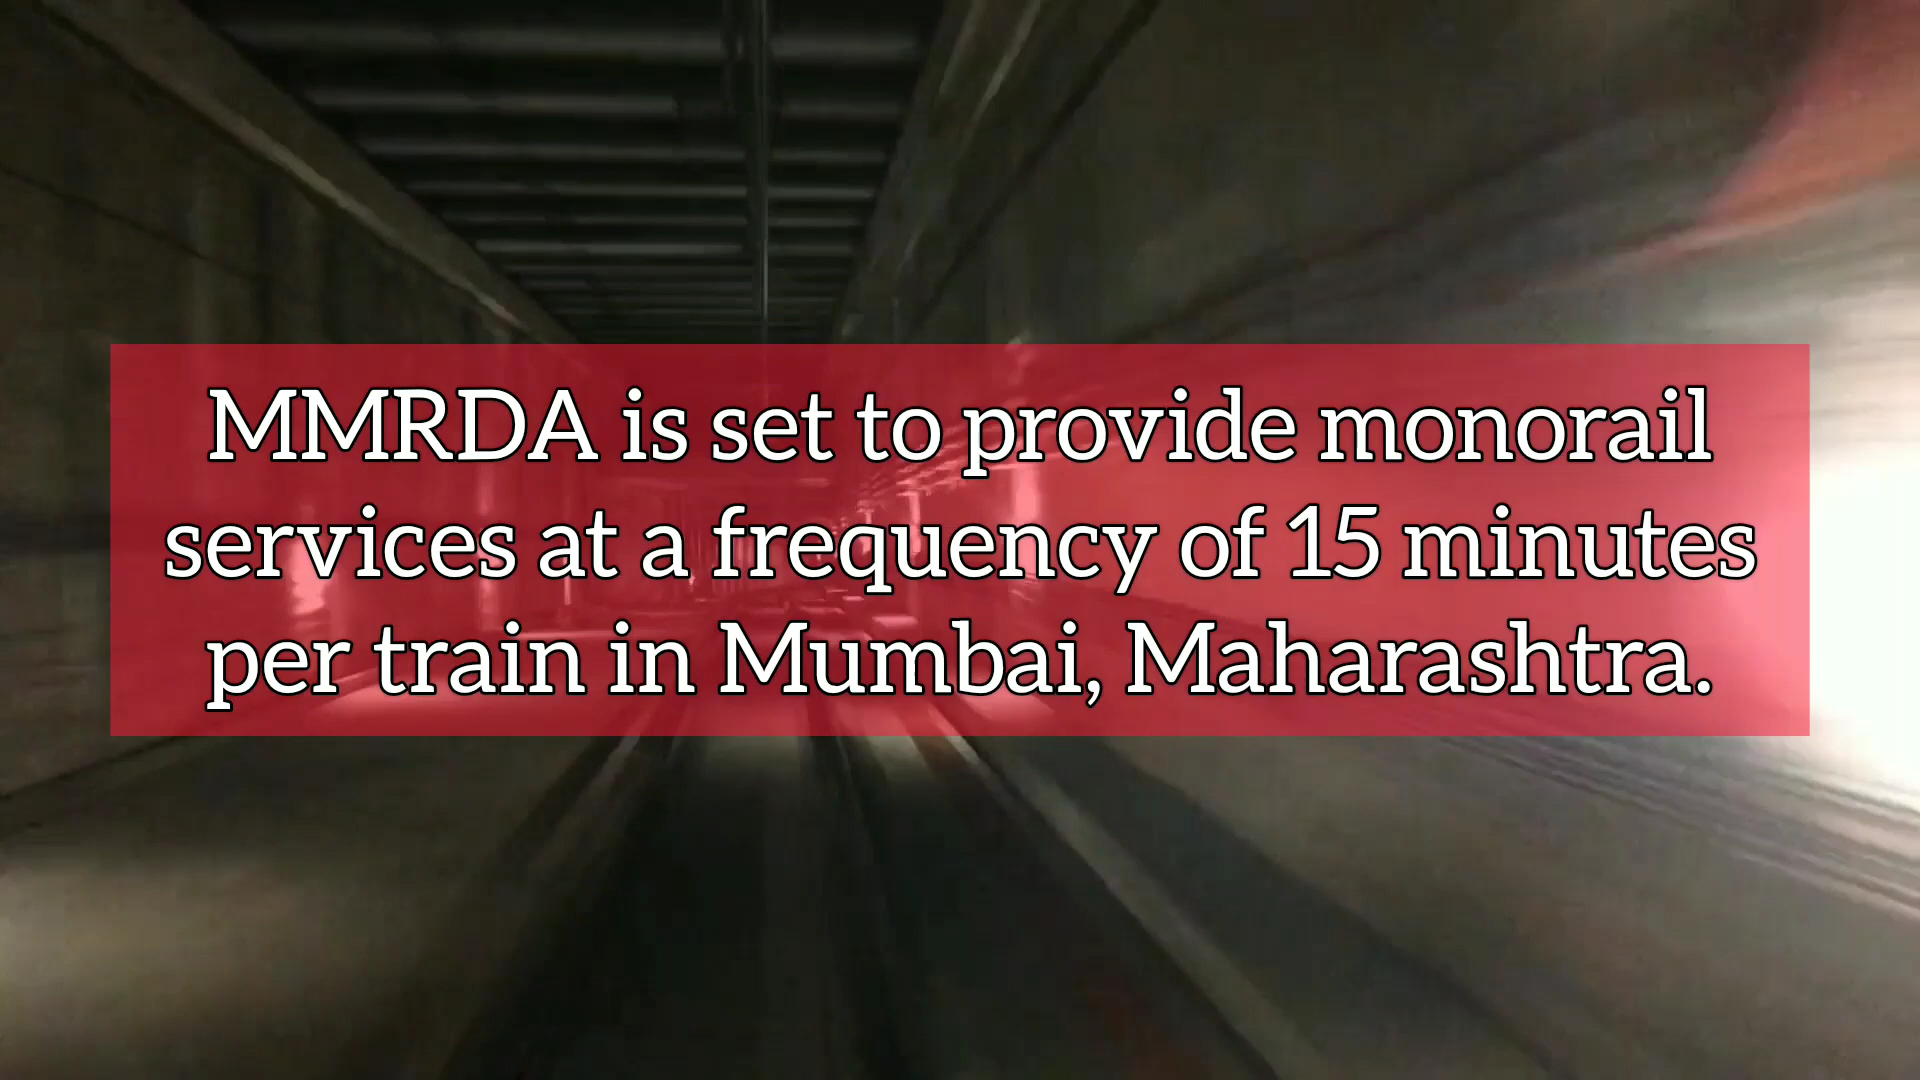 MMRDA is set to provide monorail
services at a frequency of 15 minutes
per train in Mumbai, Maharashtra.